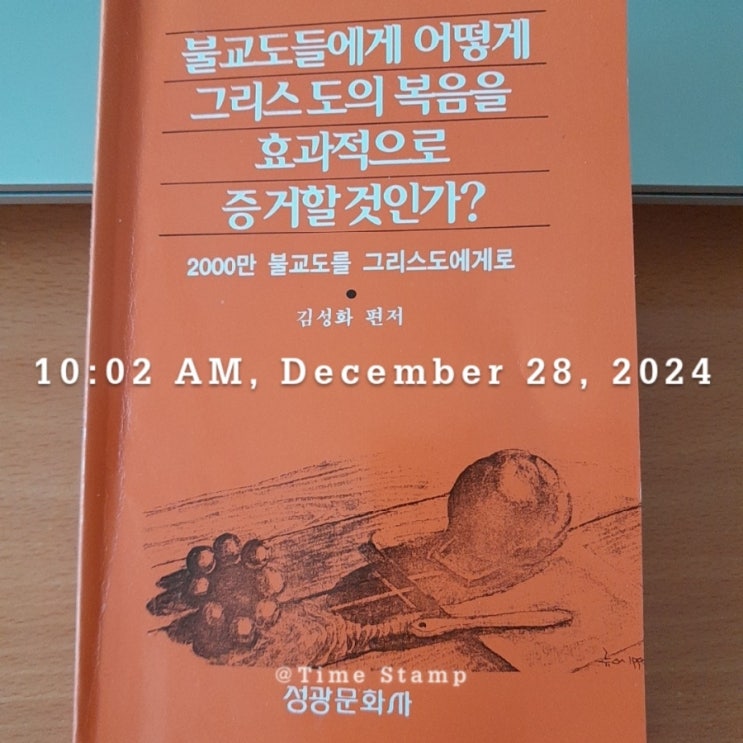 불교도들에게 어떻게
그리스도의 복음을
효과적으로
증거할 것인가?
2000만 불교도를 그리스도에게로
김성화 편저
10:02 AM, December 28, 2024
@Time Stamp
성광문화사